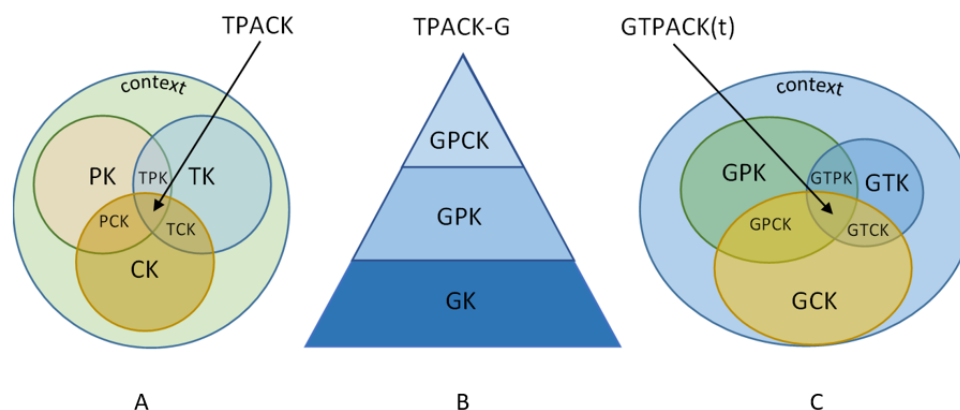 TPACK
TPACK-G
GTPACK(t)
context
PK
TPK
TK
PCK
TCK
CK
GPCK
GPK
GK
context
GPK
GTPK
GTK
GPCK
GTCK
GCK
A
B
C